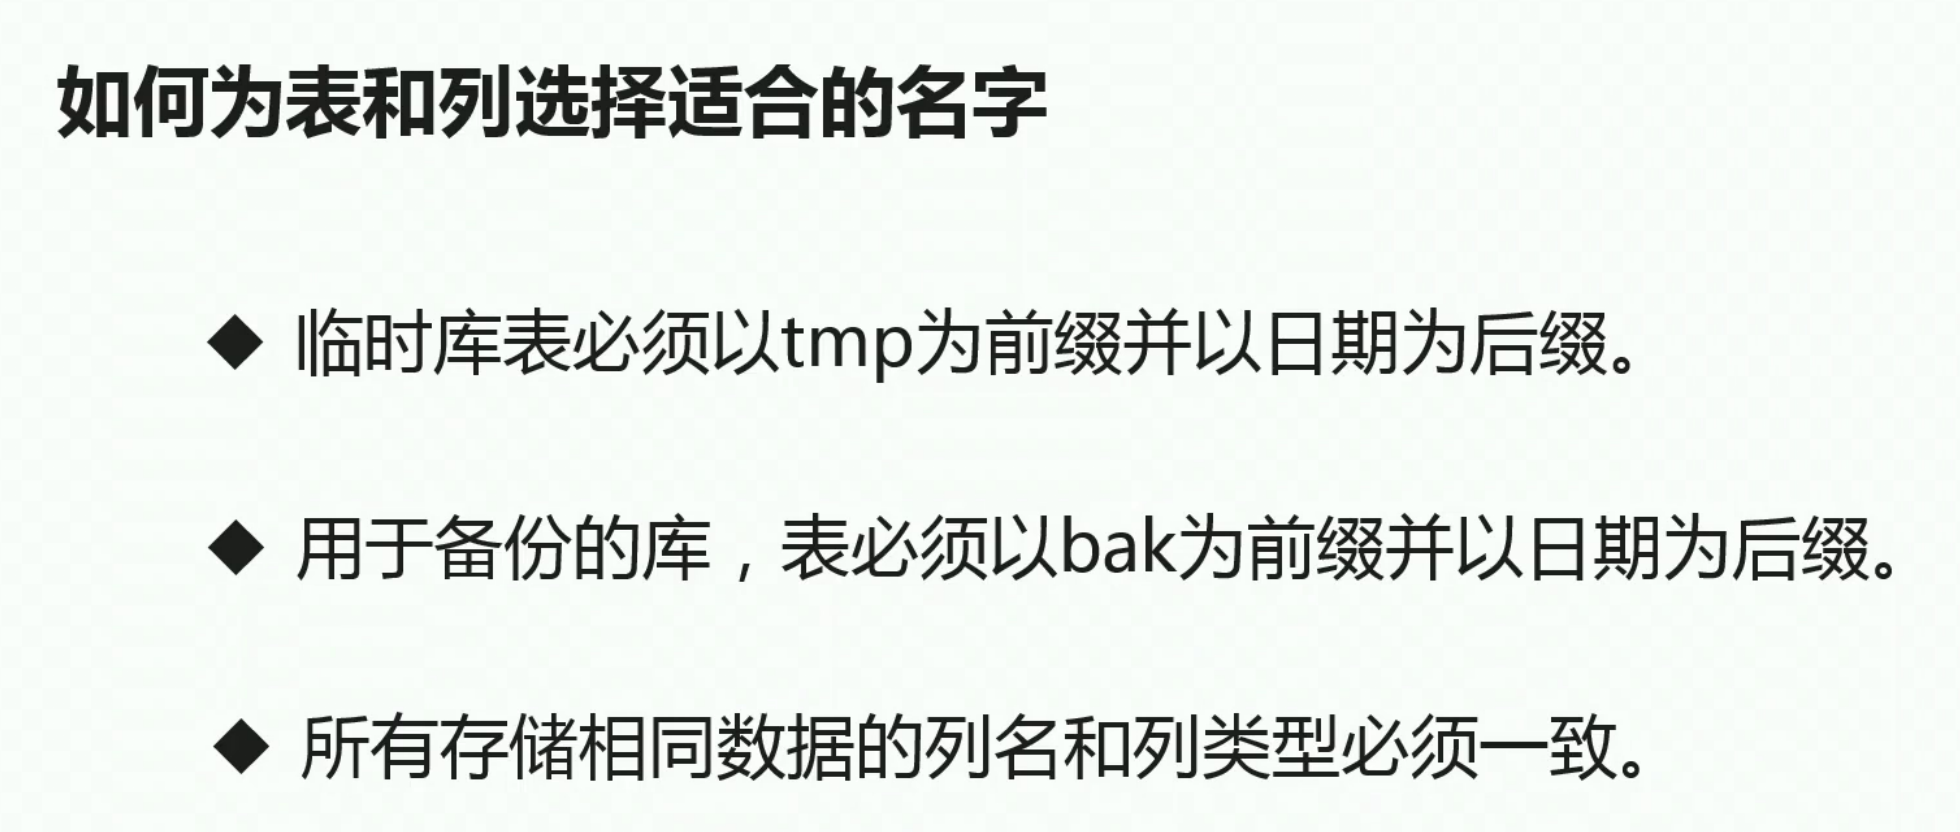 如何为表和列选择适合的名字
◆ 临时库表必须以tmp为前缀并以日期为后缀。
◆ 用于备份的库，表必须以bak为前缀并以日期为后缀。
◆ 所有存储相同数据的列名和列类型必须一致。